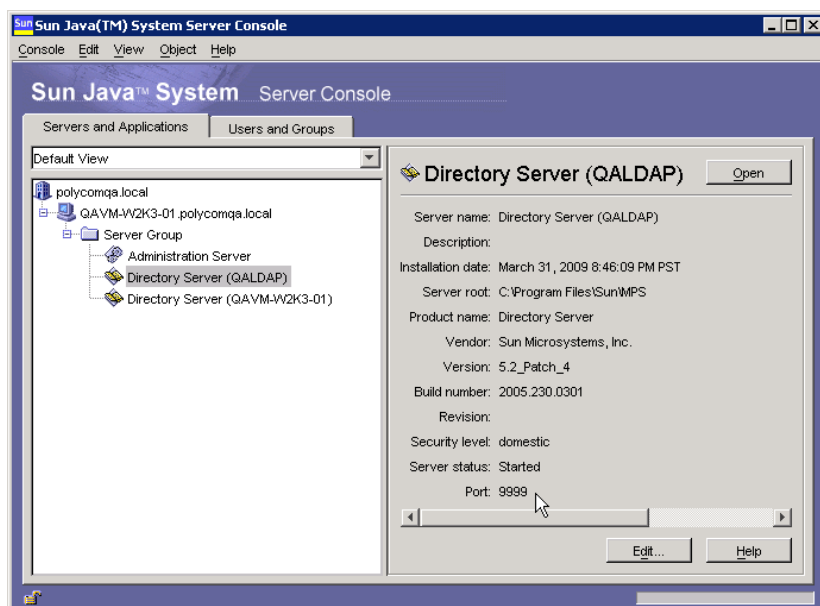 Sun Sun Java(TM) System Server Console
Console Edit View Object Help
Sun Java™ System Server Console
Servers and Applications Users and Groups
Default View
polycomqa.local
QAVM-W2K3-01.polycomqa.local
Server Group
Administration Server
Directory Server (QALDAP)
Directory Server (QAVM-W2K3-01)
Directory Server (QALDAP) Open
Server name: Directory Server (QALDAP)
Description:
Installation date: March 31, 2009 8:46:09 PM PST
Server root: C:\Program Files\Sun\MPS
Product name: Directory Server
Vendor: Sun Microsystems, Inc.
Version: 5.2_Patch_4
Build number: 2005.230.0301
Revision:
Security level: domestic
Server status: Started
Port: 9999
Edit... Help